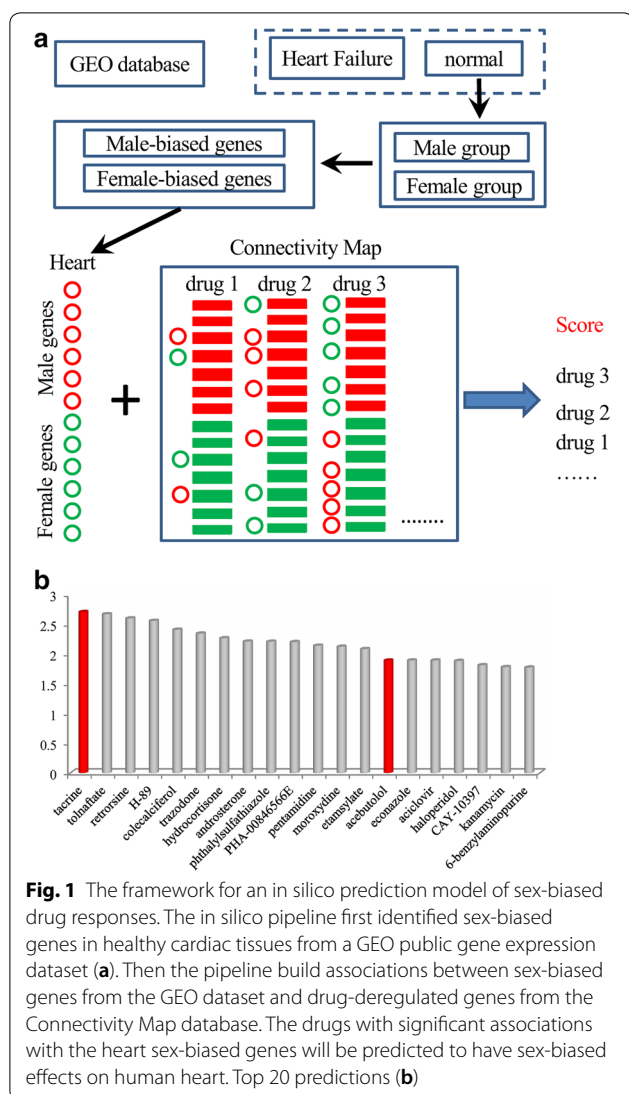 a
GEO database
Heart Failure
normal
Male-biased genes
Female-biased genes
Male group
Female group
Heart
Connectivity Map
Male genes
Female genes
drug 1
drug 2
drug 3
+
........
Score
drug 3
drug 2
drug 1
......
b
3
2.5
2
1.5
1
0.5
0
tacrine
tolnaftate
retrorsine
H-89
colecalciferol
trazodone
hydrocortisone
androsterone
phthalylsulfathiazole
PHA-00846566E
pentamidine
moroxydine
etamsylate
acebutolol
econazole
aciclovir
haloperidol
CAY-10397
kanamycin
6-benzylaminopurine
Fig. 1 The framework for an in silico prediction model of sex-biased
drug responses. The in silico pipeline first identified sex-biased
genes in healthy cardiac tissues from a GEO public gene expression
dataset (a). Then the pipeline build associations between sex-biased
genes from the GEO dataset and drug-deregulated genes from the
Connectivity Map database. The drugs with significant associations
with the heart sex-biased genes will be predicted to have sex-biased
effects on human heart. Top 20 predictions (b)